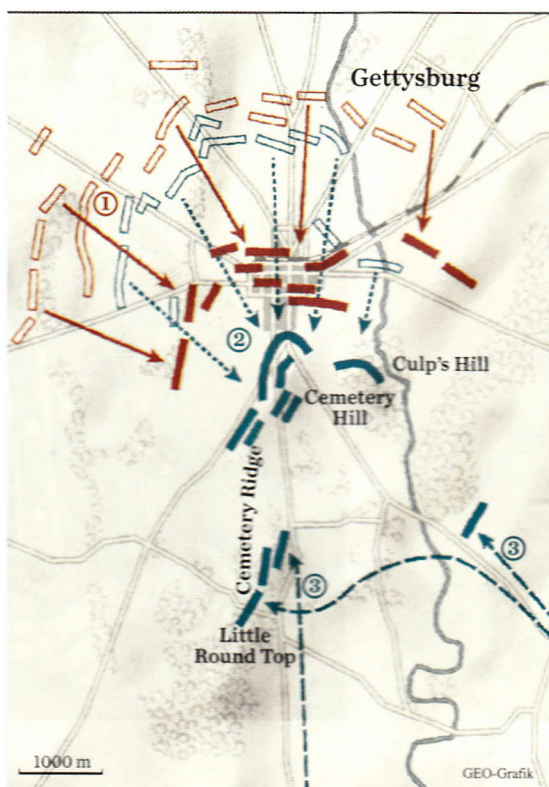 Gettysburg
①
②
Culp's Hill
Cemetery
Hill
Cemetery Ridge
③
③
Little
Round Top
1000 m
GEO-Grafik